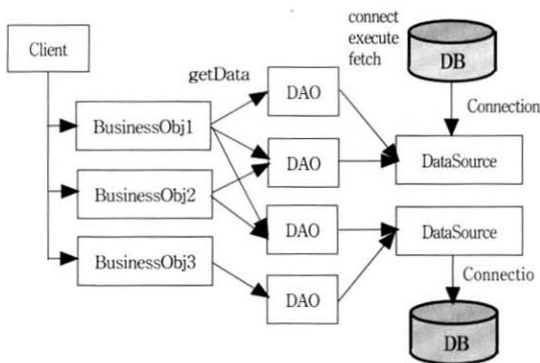 Client
connect
execute
fetch
DB
getData
DAO
Connection
BusinessObj1
DAO
DataSource
BusinessObj2
DAO
DataSource
BusinessObj3
DAO
Connectio
DB